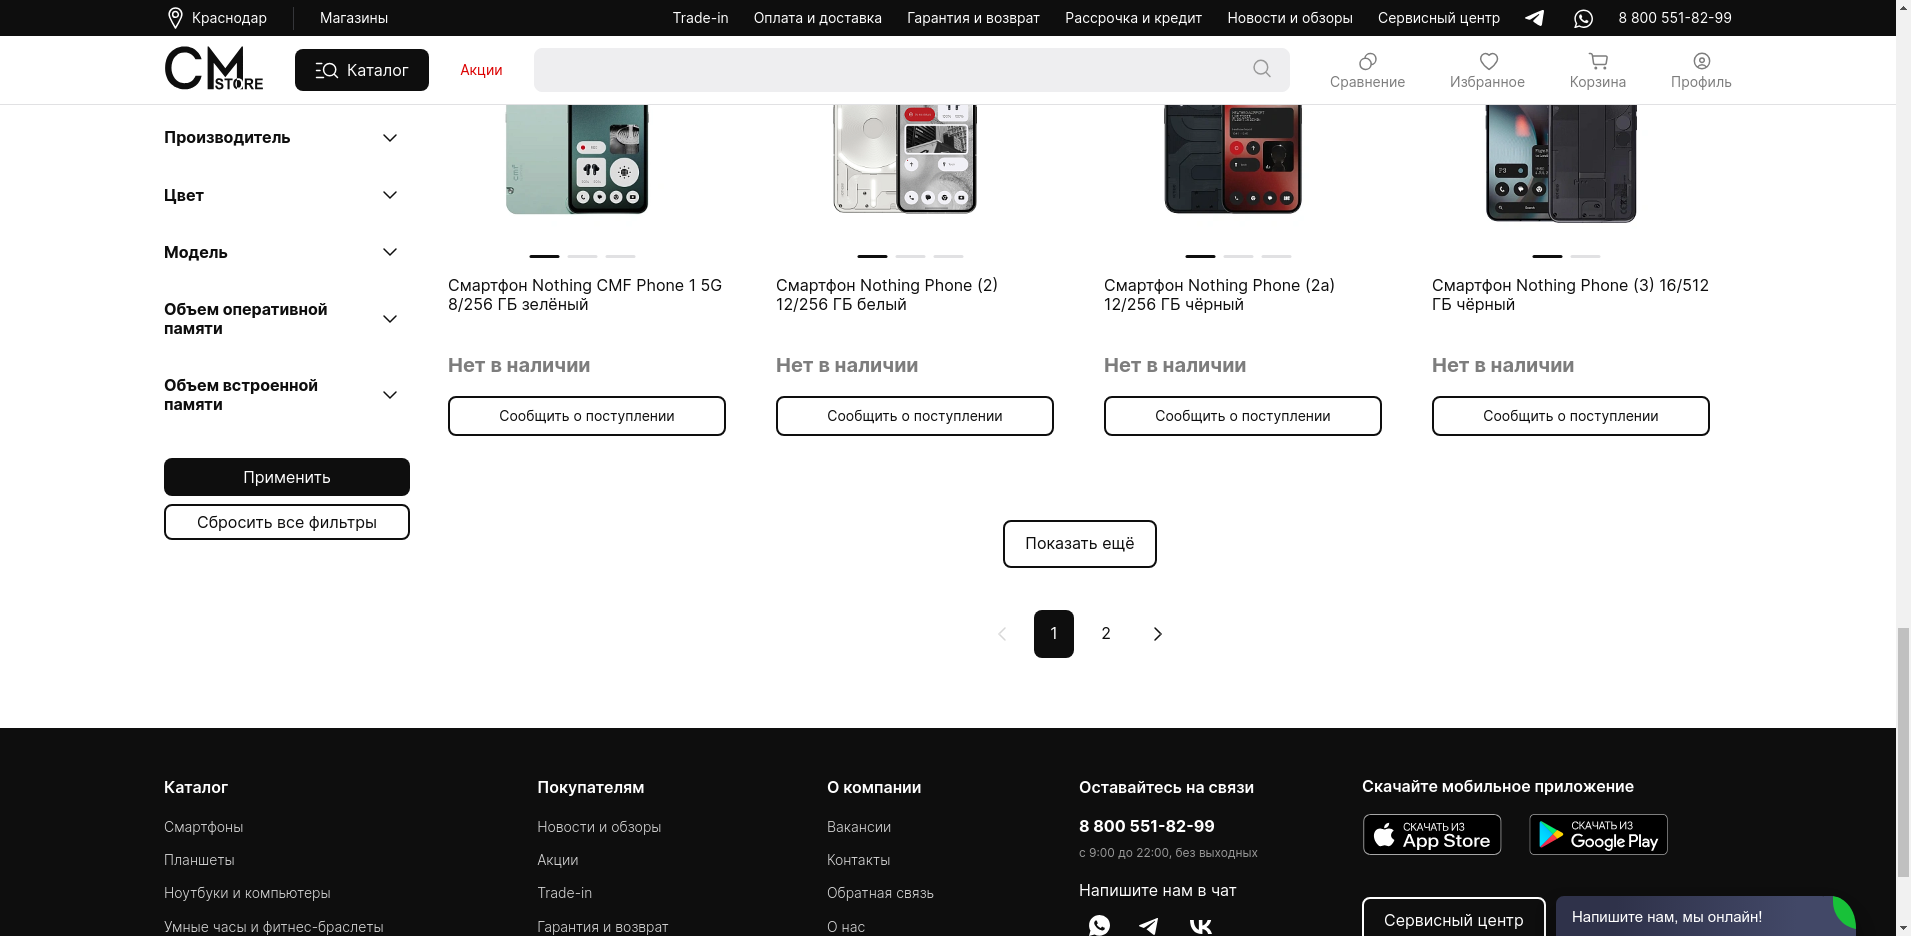 Краснодар
Магазины
Trade-in
Оплата и доставка
Гарантия и возврат
Рассрочка и кредит
Новости и обзоры
Сервисный центр
8 800 551-82-99
CM STORE
Каталог
Акции
Сравнение
Избранное
Корзина
Профиль
Производитель
Цвет
Модель
Объем оперативной
памяти
Объем встроенной
памяти
Применить
Сбросить все фильтры
Смартфон Nothing CMF Phone 1 5G
8/256 ГБ зелёный
Нет в наличии
Сообщить о поступлении
Смартфон Nothing Phone (2)
12/256 ГБ белый
Нет в наличии
Сообщить о поступлении
Смартфон Nothing Phone (2a)
12/256 ГБ чёрный
Нет в наличии
Сообщить о поступлении
Смартфон Nothing Phone (3) 16/512
ГБ чёрный
Нет в наличии
Сообщить о поступлении
Показать ещё
1
2
Каталог
Смартфоны
Планшеты
Ноутбуки и компьютеры
Умные часы и фитнес-браслеты
Покупателям
Новости и обзоры
Акции
Trade-in
Гарантия и возврат
О компании
Вакансии
Контакты
Обратная связь
О нас
Оставайтесь на связи
8 800 551-82-99
с 9:00 до 22:00, без выходных
Напишите нам в чат
Скачайте мобильное приложение
СКАЧАТЬ ИЗ
App Store
СКАЧАТЬ ИЗ
Google Play
Сервисный центр
Напишите нам, мы онлайн!